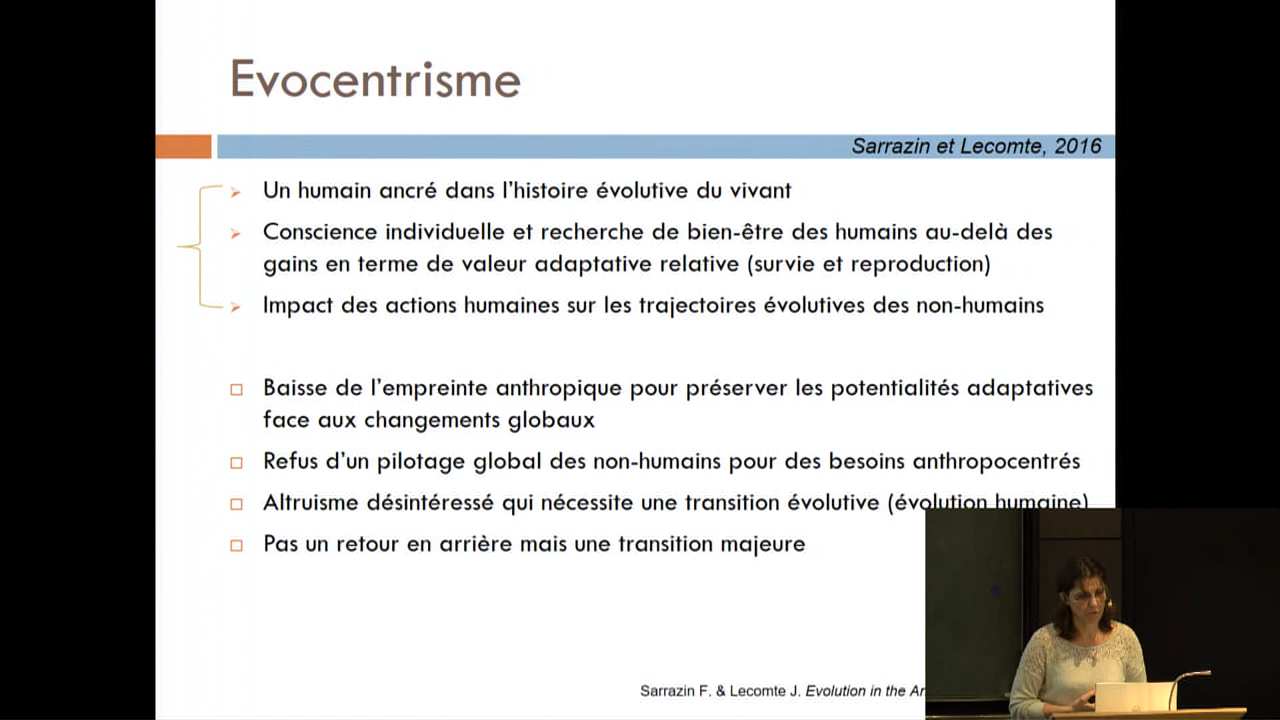 Evocentrisme
Sarrazin et Lecomte, 2016
Un humain ancré dans l'histoire évolutive du vivant
Conscience individuelle et recherche de bien-être des humains au-delà des
gains en terme de valeur adaptative relative (survie et reproduction)
Impact des actions humaines sur les trajectoires évolutives des non-humains
Baisse de l'empreinte anthropique pour préserver les potentialités adaptatives
face aux changements globaux
Refus d'un pilotage global des non-humains pour des besoins anthropocentrés
Altruisme désintéressé qui nécessite une transition évolutive (évolution humaine)
Pas un retour en arrière mais une transition majeure
Sarrazin F. & Lecomte J. Evolution in the